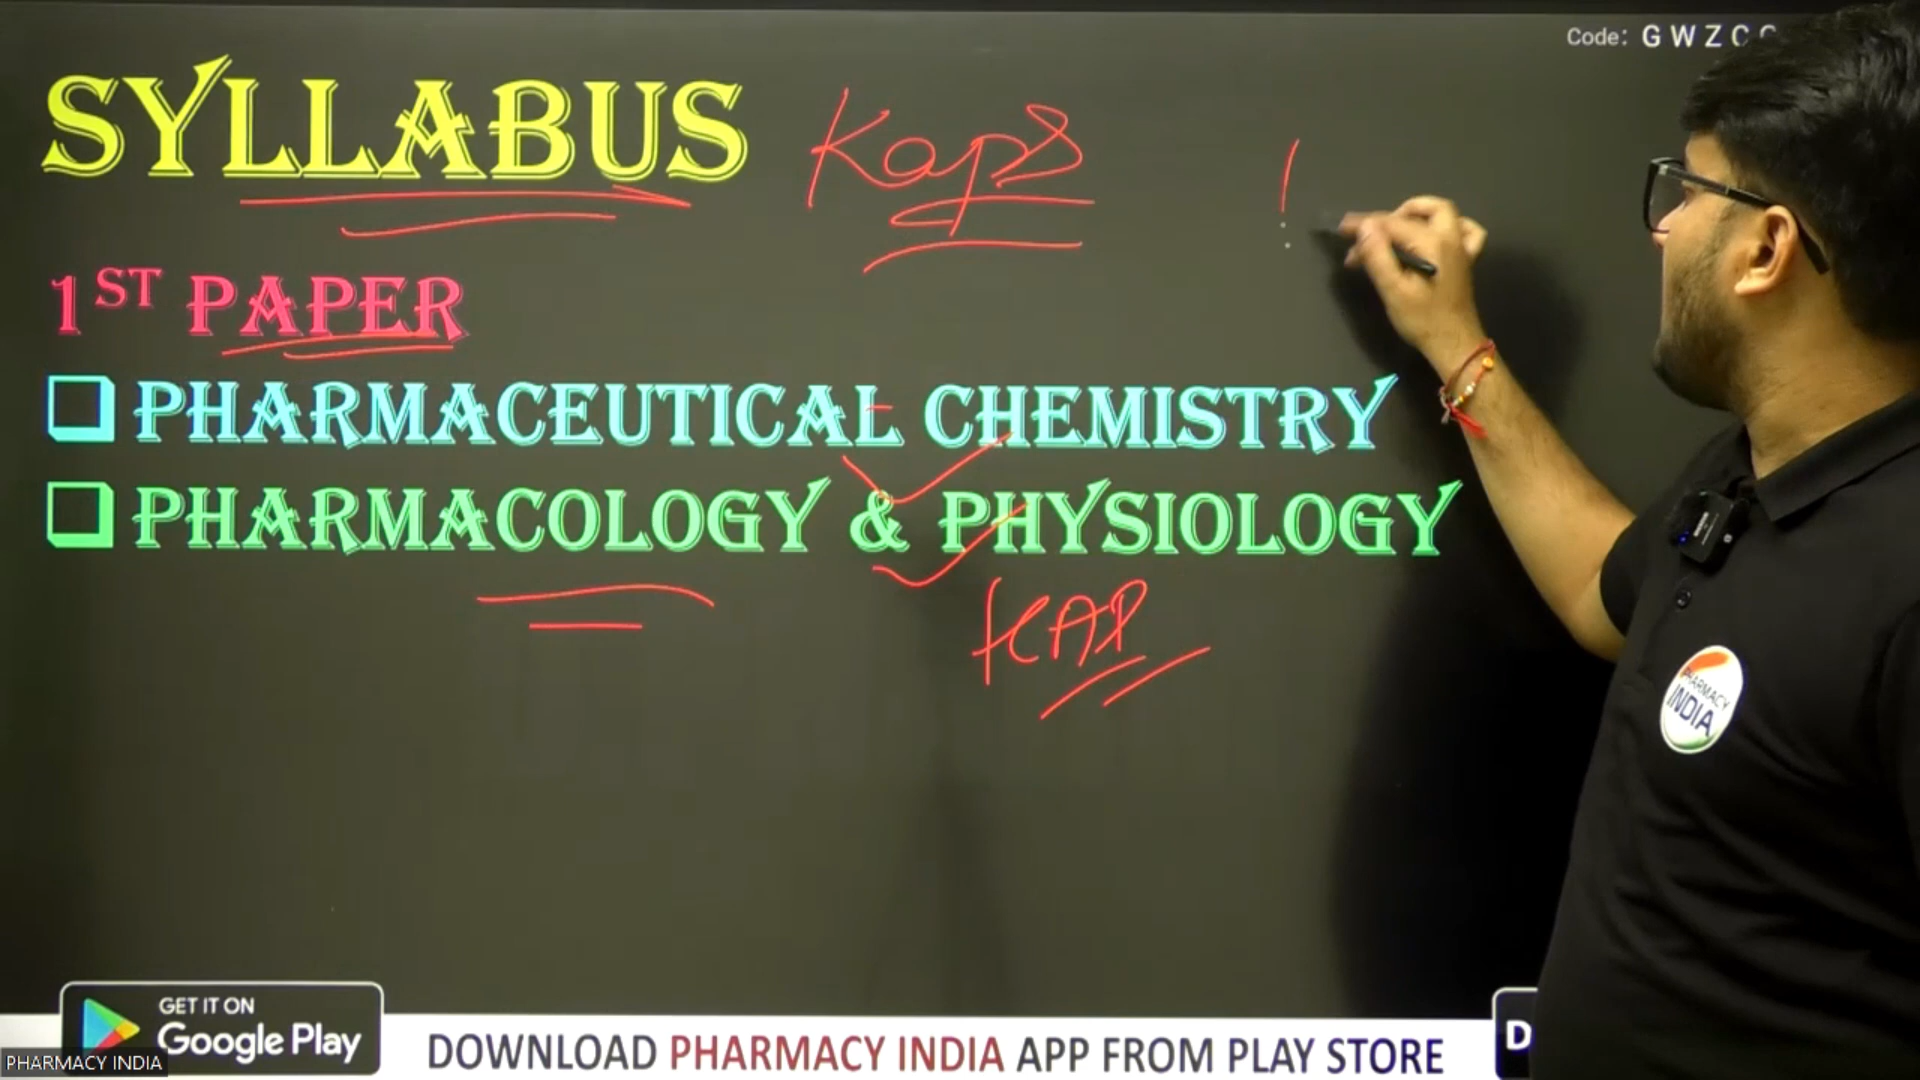 Code: G W Z C
SYLLABUS
Kaps
1ST PAPER
PHARMACEUTICAL CHEMISTRY
PHARMACOLOGY & PHYSIOLOGY
HAP
PHARMACY
INDIA
GET IT ON
Google Play
DOWNLOAD PHARMACY INDIA APP FROM PLAY STORE
D
PHARMACY INDIA